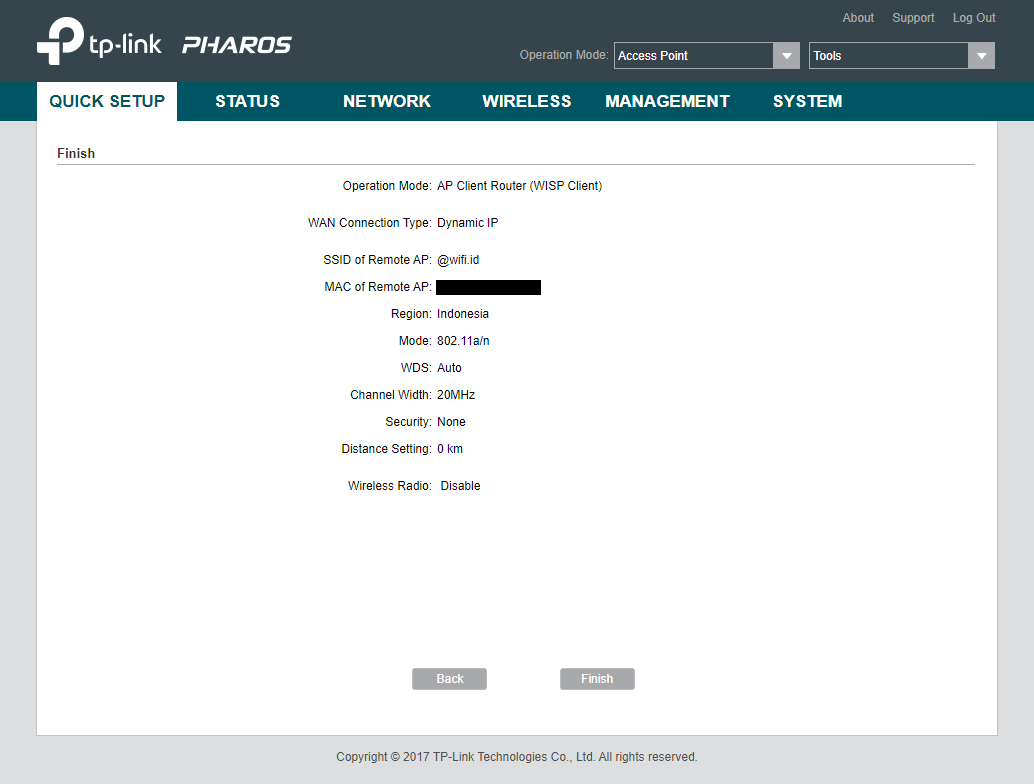 About Support Log Out
tp-link PHAROS
Operation Mode: Access Point Tools
QUICK SETUP STATUS NETWORK WIRELESS MANAGEMENT SYSTEM
Finish
Operation Mode: AP Client Router (WISP Client)
WAN Connection Type: Dynamic IP
SSID of Remote AP: @wifi.id
MAC of Remote AP:
Region: Indonesia
Mode: 802.11a/n
WDS: Auto
Channel Width: 20MHz
Security: None
Distance Setting: 0 km
Wireless Radio: Disable
Back Finish
Copyright © 2017 TP-Link Technologies Co., Ltd. All rights reserved.